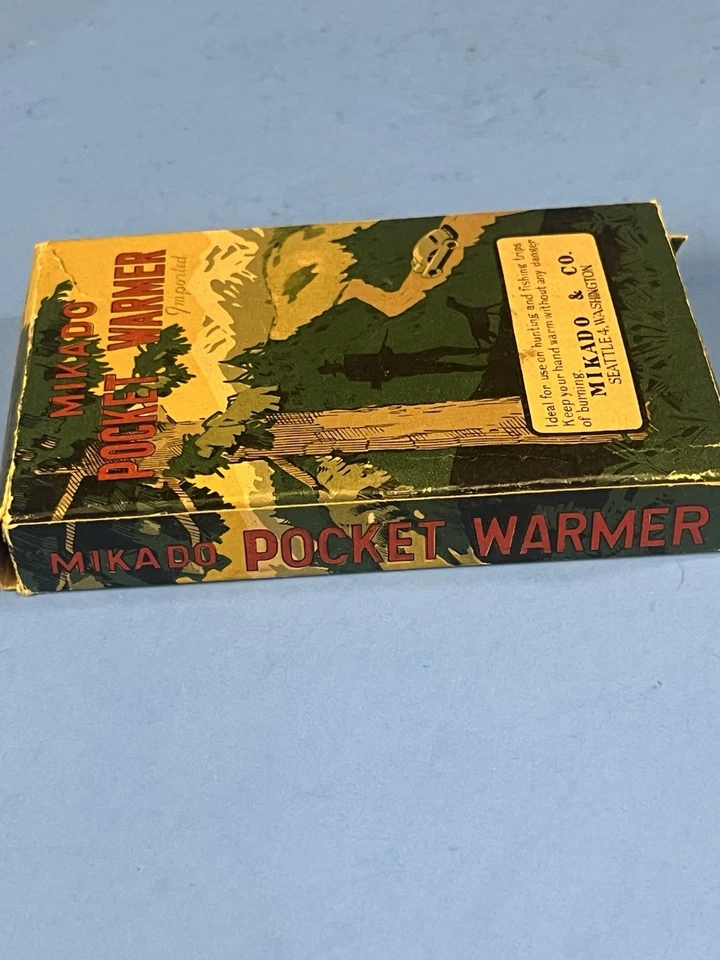 MIKADO
POCKET WARMER
Imported
Ideal for use on hunting and fishing trips
Keep your hand warm without any danger
of burning.
MIKADO & CO.
SEATTLE 4, WASHINGTON
MIKADO POCKET WARMER